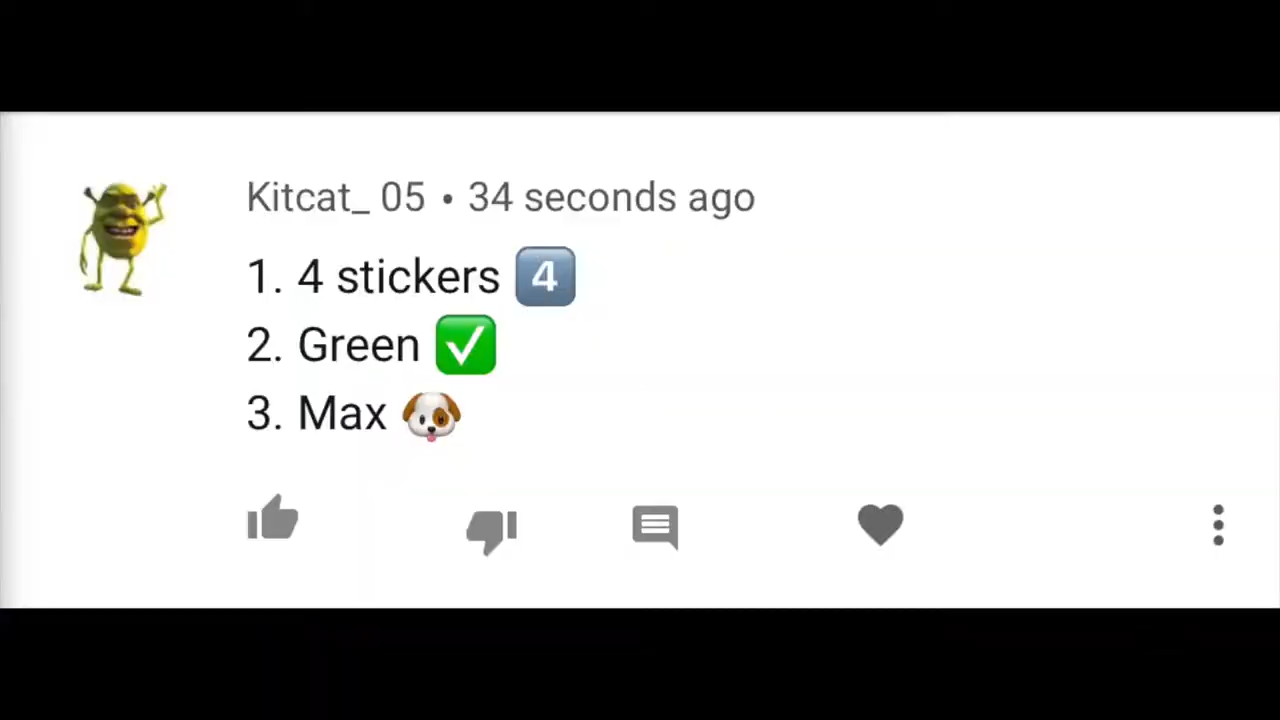 Kitcat_ 05 • 34 seconds ago
1. 4 stickers 4️⃣
2. Green ✅
3. Max 🐶